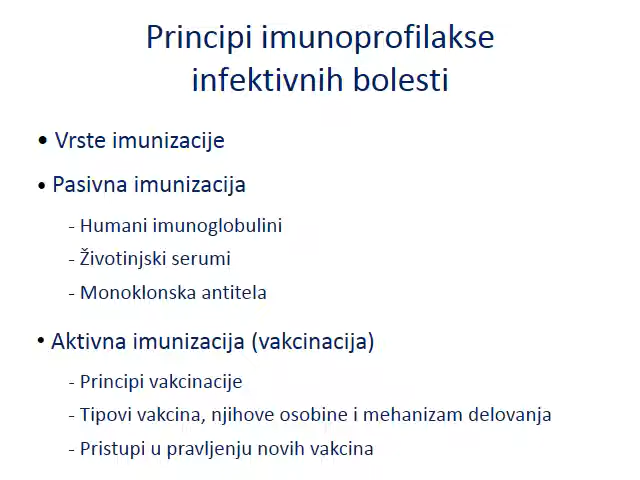 Principi imunoprofilakse
infektivnih bolesti
• Vrste imunizacije
• Pasivna imunizacija
- Humani imunoglobulini
- Životinjski serumi
- Monoklonska antitela
• Aktivna imunizacija (vakcinacija)
- Principi vakcinacije
- Tipovi vakcina, njihove osobine i mehanizam delovanja
- Pristupi u pravljenju novih vakcina